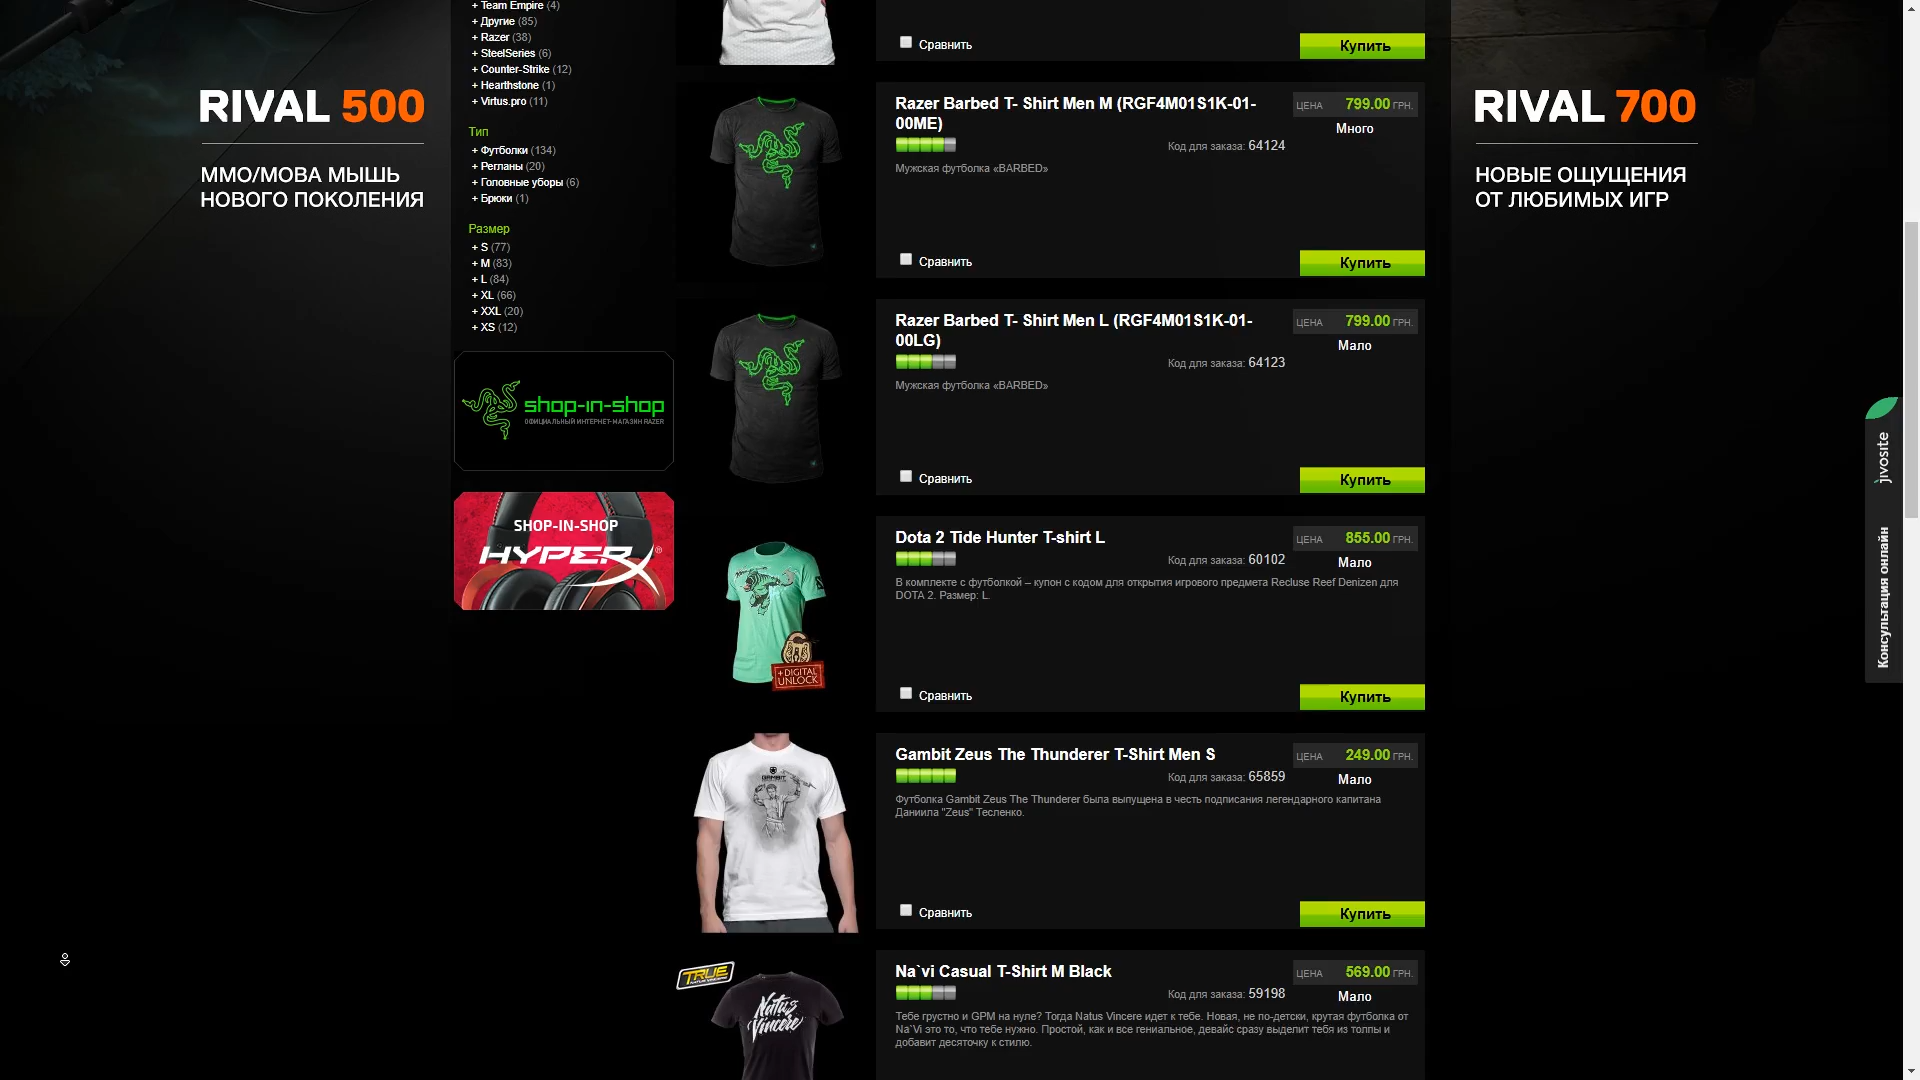 + Team Empire (4)
+ Другие (85)
+ Razer (38)
+ SteelSeries (6)
+ Counter-Strike (12)
+ Hearthstone (1)
+ Virtus.pro (11)
Тип
+ Футболки (134)
+ Регланы (20)
+ Головные уборы (6)
+ Брюки (1)
Размер
+ S (77)
+ M (83)
+ L (84)
+ XL (66)
+ XXL (20)
+ XS (12)
RIVAL 500
MMO/MOBA МЫШЬ
НОВОГО ПОКОЛЕНИЯ
shop-in-shop
ОФИЦИАЛЬНЫЙ ИНТЕРНЕТ-МАГАЗИН RAZER
SHOP-IN-SHOP
HYPERX®
Сравнить
Купить
Razer Barbed T- Shirt Men M (RGF4M01S1K-01-
00ME)
ЦЕНА 799.00 ГРН.
Много
Код для заказа: 64124
Мужская футболка «BARBED»
Сравнить
Купить
Razer Barbed T- Shirt Men L (RGF4M01S1K-01-
00LG)
ЦЕНА 799.00 ГРН.
Мало
Код для заказа: 64123
Мужская футболка «BARBED»
Сравнить
Купить
+ DIGITAL
UNLOCK
Dota 2 Tide Hunter T-shirt L
ЦЕНА 855.00 ГРН.
Мало
Код для заказа: 60102
В комплекте с футболкой – купон с кодом для открытия игрового предмета Recluse Reef Denizen для
DOTA 2. Размер: L.
Сравнить
Купить
GAMBIT
Gambit Zeus The Thunderer T-Shirt Men S
ЦЕНА 249.00 ГРН.
Мало
Код для заказа: 65859
Футболка Gambit Zeus The Thunderer была выпущена в честь подписания легендарного капитана
Даниила "Zeus" Тесленко.
Сравнить
Купить
TRUE
Natus
Vincere
Na`vi Casual T-Shirt M Black
ЦЕНА 569.00 ГРН.
Мало
Код для заказа: 59198
Тебе грустно и GPM на нуле? Тогда Natus Vincere идет к тебе. Новая, не по-детски, крутая футболка от
Na`Vi это то, что тебе нужно. Простой, как и все гениальное, девайс сразу выделит тебя из толпы и
добавит десяточку к стилю.
RIVAL 700
НОВЫЕ ОЩУЩЕНИЯ
ОТ ЛЮБИМЫХ ИГР
jivosite
Консультация онлайн